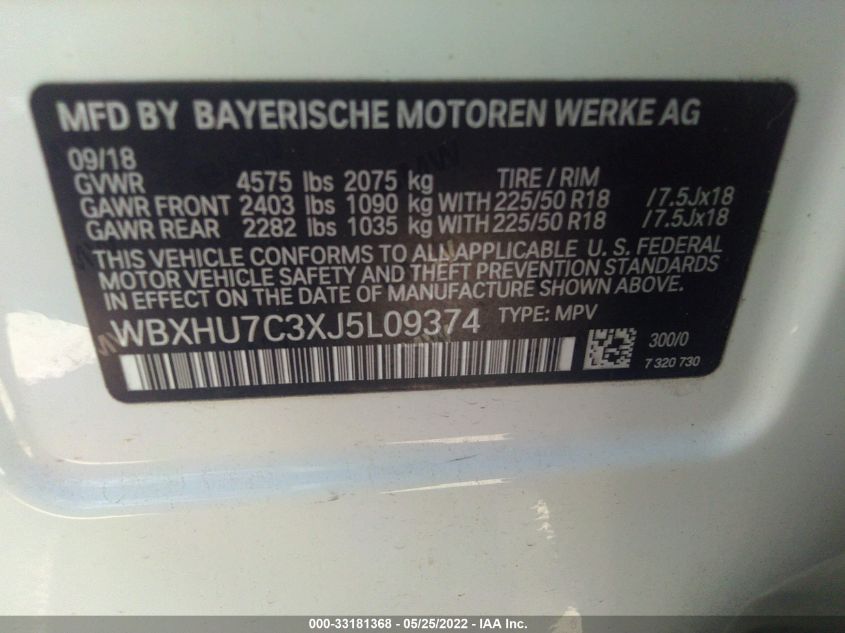 MFD BY BAYERISCHE MOTOREN WERKE AG
09/18
GVWR 4575 lbs 2075 kg TIRE / RIM
GAWR FRONT 2403 lbs 1090 kg WITH 225/50 R18 /7.5Jx18
GAWR REAR 2282 lbs 1035 kg WITH 225/50 R18 /7.5Jx18
THIS VEHICLE CONFORMS TO ALL APPLICABLE U. S. FEDERAL
MOTOR VEHICLE SAFETY AND THEFT PREVENTION STANDARDS
IN EFFECT ON THE DATE OF MANUFACTURE SHOWN ABOVE.
WBXHU7C3XJ5L09374 TYPE: MPV
300/0
7 320 730
000-33181368 - 05/25/2022 - IAA Inc.